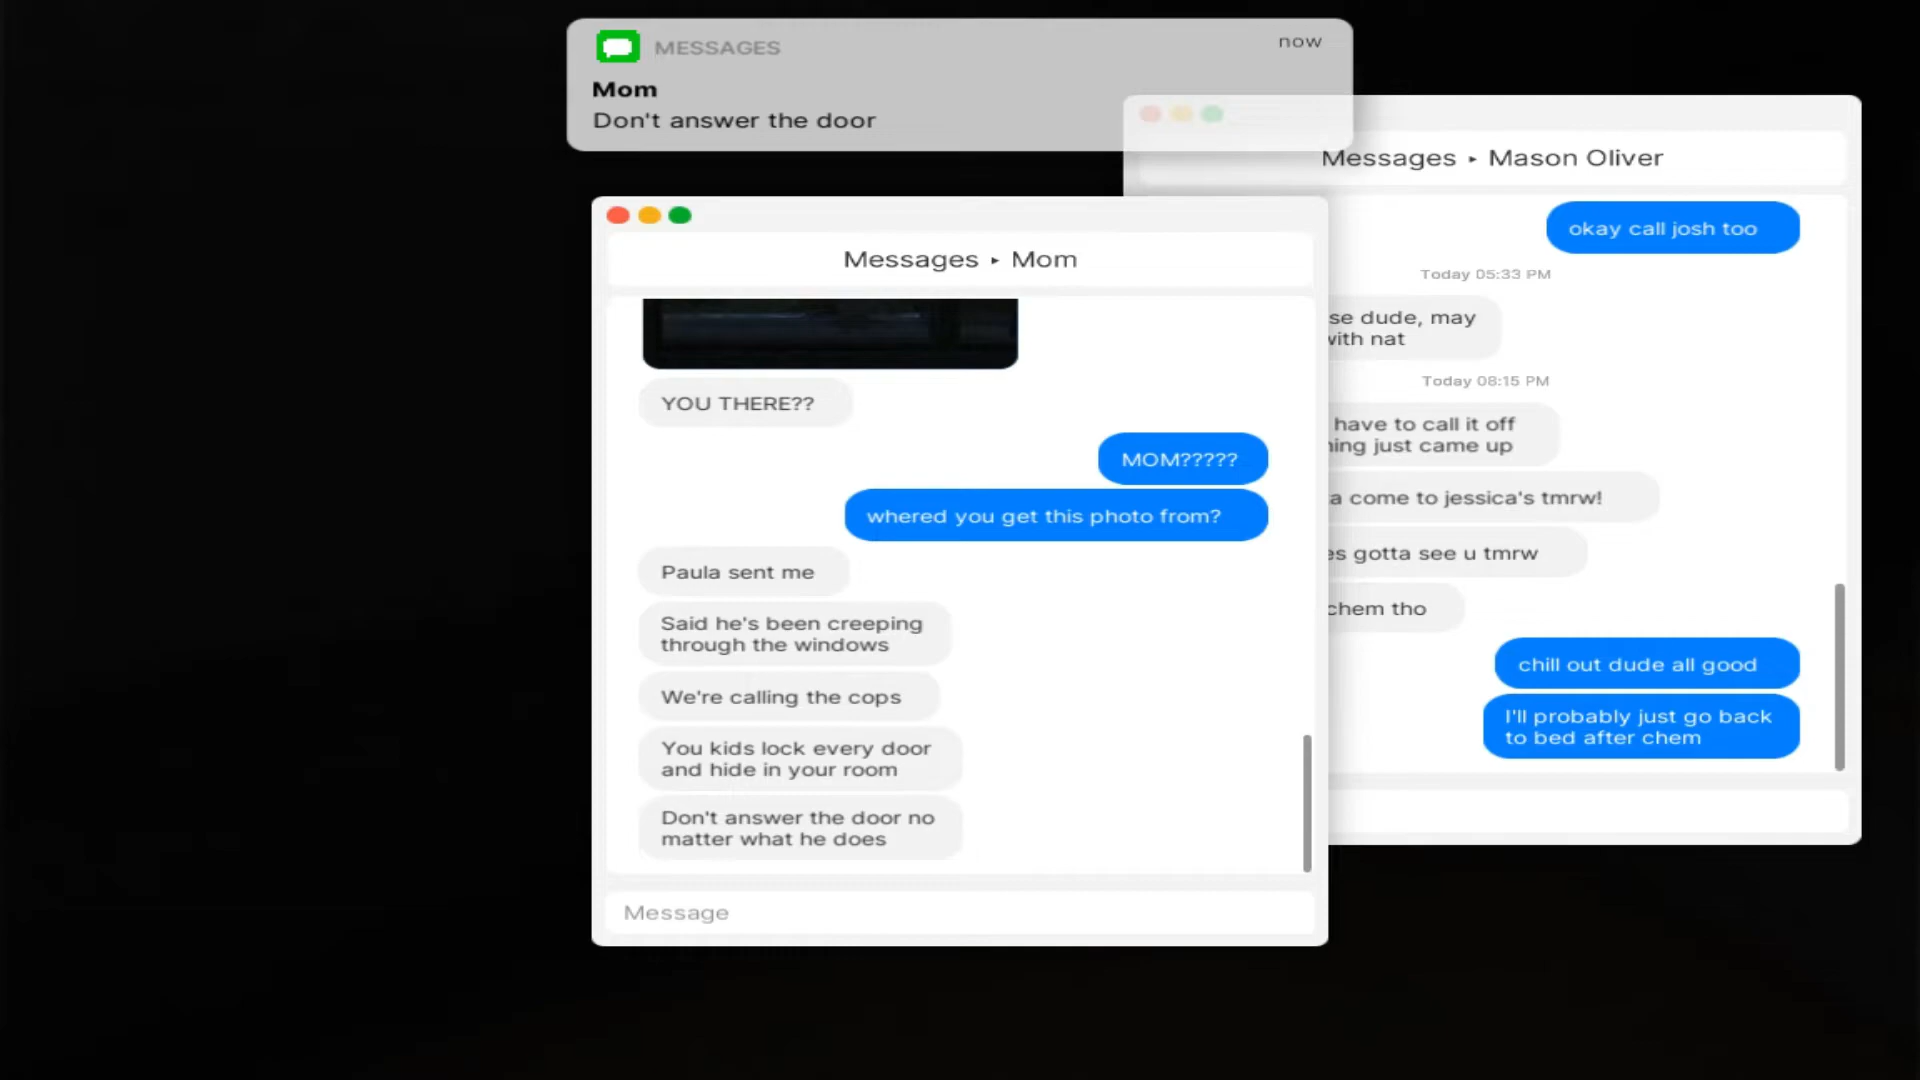 MESSAGES
now
Mom
Don't answer the door
Messages ▸ Mom
YOU THERE??
MOM?????
whered you get this photo from?
Paula sent me
Said he's been creeping
through the windows
We're calling the cops
You kids lock every door
and hide in your room
Don't answer the door no
matter what he does
Message
Messages ▸ Mason Oliver
okay call josh too
Today 05:33 PM
dude, may
with nat
Today 08:15 PM
have to call it off
just came up
come to jessica's tmrw!
gotta see u tmrw
chem tho
chill out dude all good
I'll probably just go back
to bed after chem